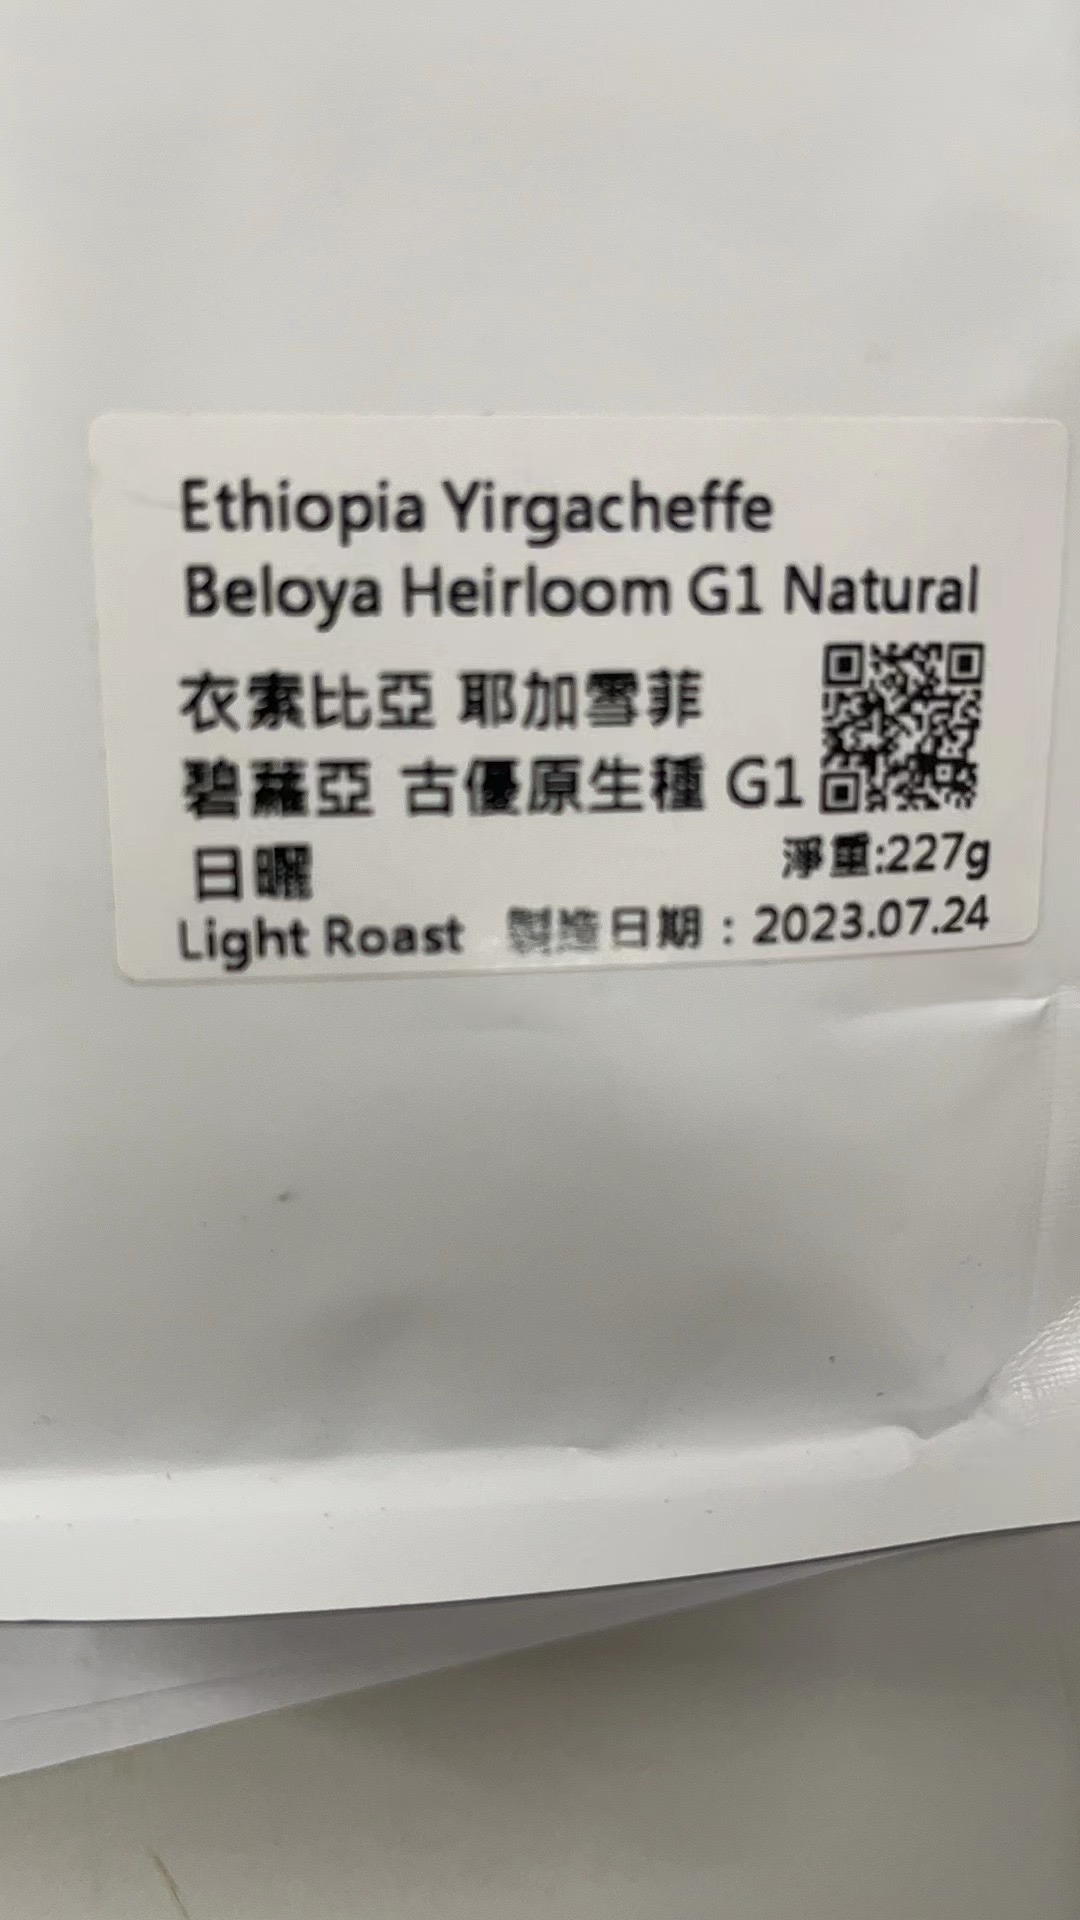 Ethiopia Yirgacheffe
Beloya Heirloom G1 Natural
衣索比亞 耶加雪菲
碧蘿亞 古優原生種 G1
日曬
淨重:227g
Light Roast 製造日期：2023.07.24